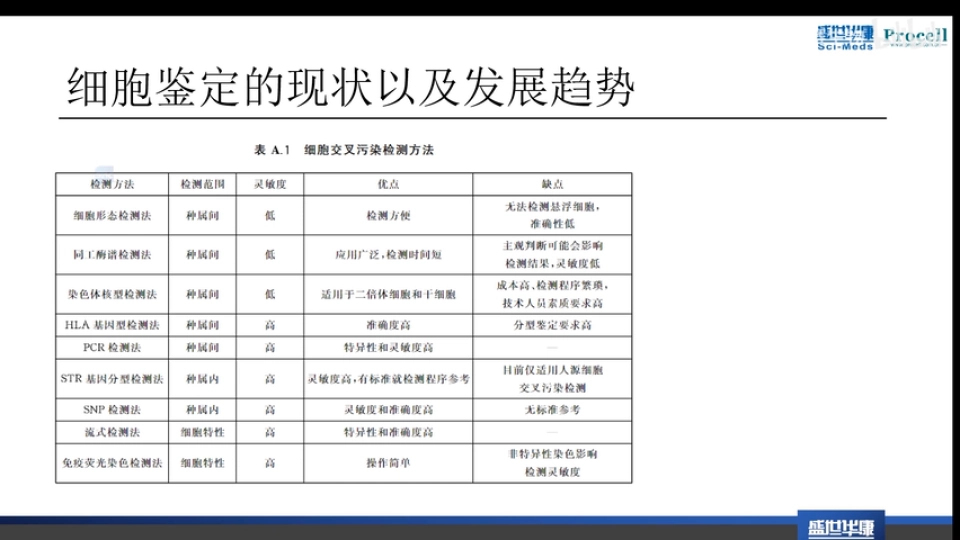 盛世华康
Sci-Meds
Procell
细胞鉴定的现状以及发展趋势
表 A.1 细胞交叉污染检测方法
检测方法 检测范围 灵敏度 优点 缺点
细胞形态检测法 种属间 低 检测方便 无法检测悬浮细胞,
准确性低
同工酶谱检测法 种属间 低 应用广泛,检测时间短 主观判断可能会影响
检测结果,灵敏度低
染色体核型检测法 种属间 低 适用于二倍体细胞和干细胞 成本高、检测程序繁琐,
技术人员素质要求高
HLA 基因型检测法 种属间 高 准确度高 分型鉴定要求高
PCR 检测法 种属间 高 特异性和灵敏度高 —
STR 基因分型检测法 种属内 高 灵敏度高,有标准就检测程序参考 目前仅适用人源细胞
交叉污染检测
SNP 检测法 种属内 高 灵敏度和准确度高 无标准参考
流式检测法 细胞特性 高 特异性和准确度高 —
免疫荧光染色检测法 细胞特性 高 操作简单 非特异性染色影响
检测灵敏度
盛世华康